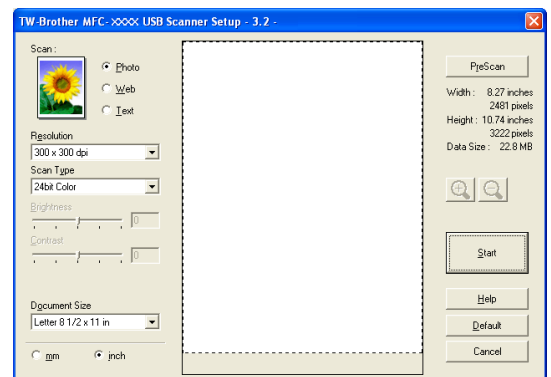 TW-Brother MFC-XXXX USB Scanner Setup - 3.2 -
Scan :
Photo
Web
Text
Resolution
300 x 300 dpi
Scan Type
24bit Color
Brightness
0
Contrast
0
Document Size
Letter 8 1/2 x 11 in
mm
inch
PreScan
Width : 8.27 inches
2481 pixels
Height : 10.74 inches
3222 pixels
Data Size : 22.8 MB
Start
Help
Default
Cancel